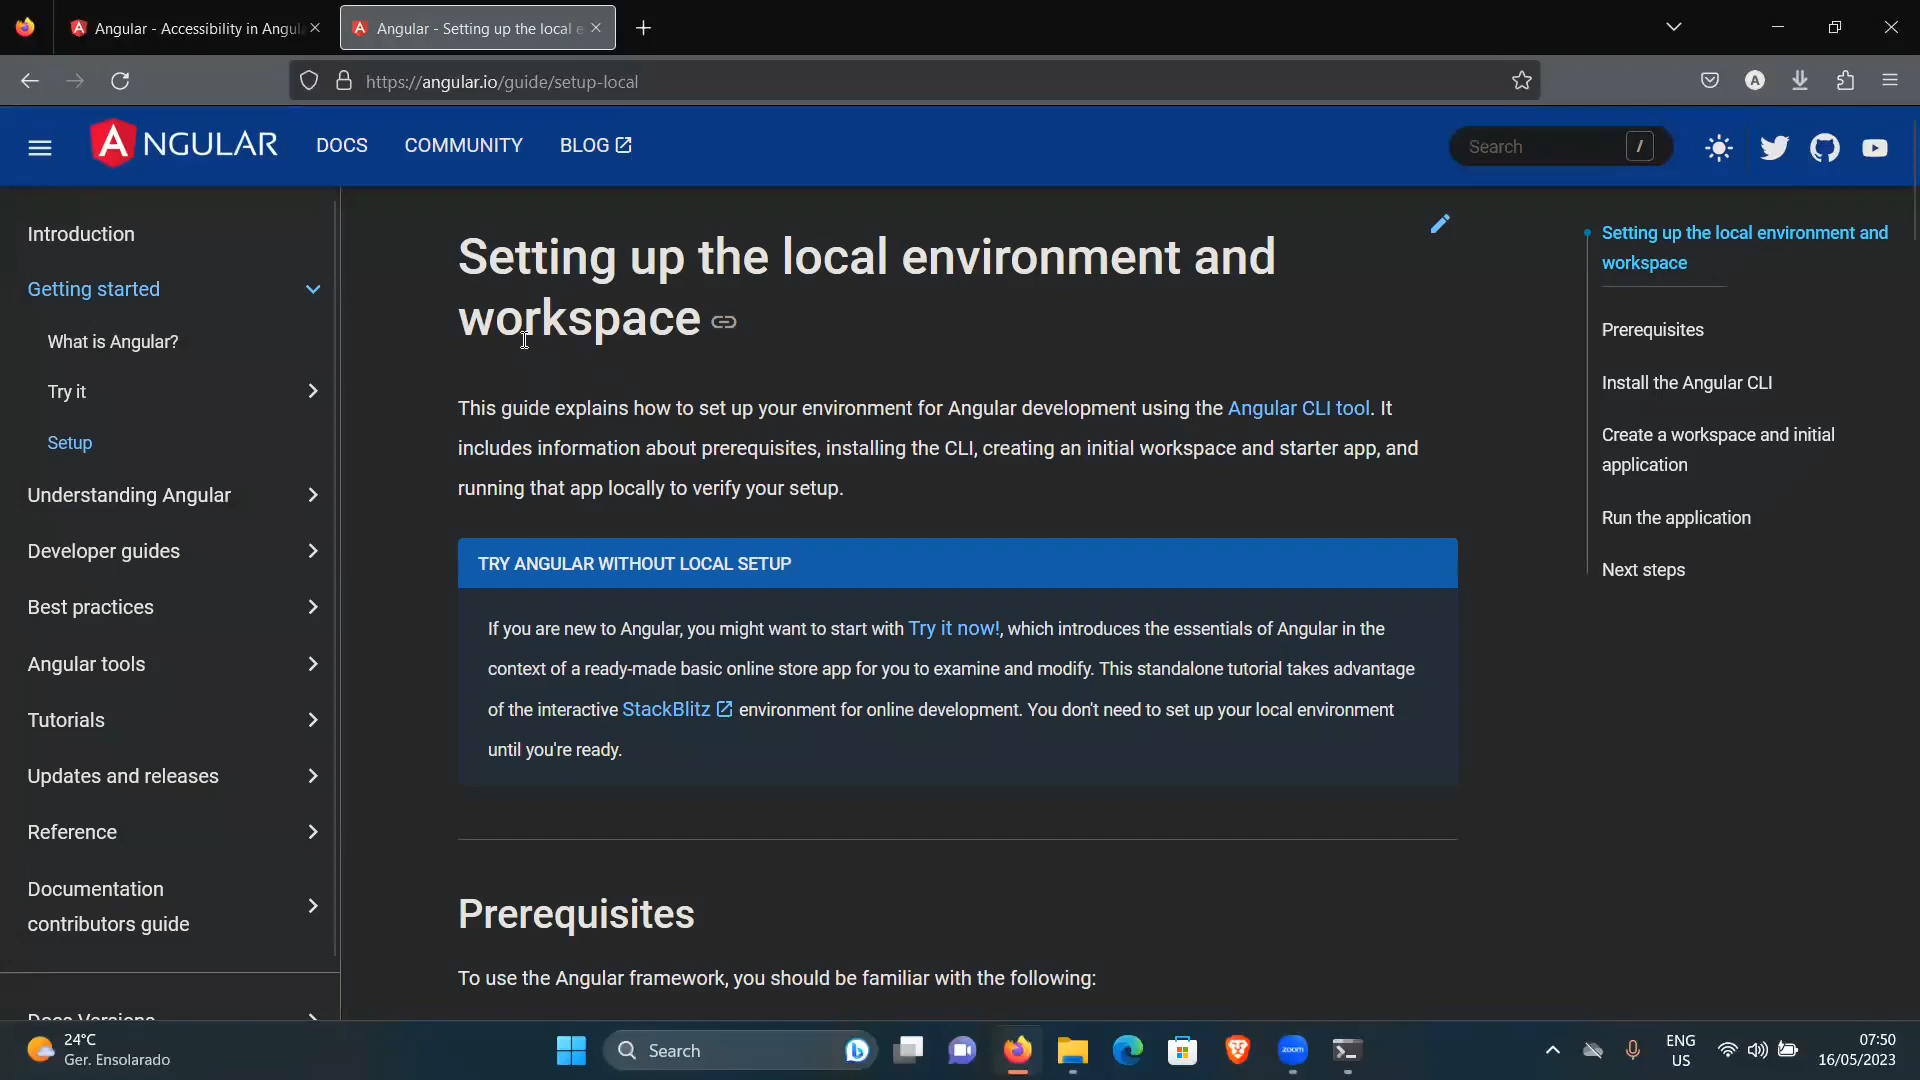 Angular - Accessibility in Angul
Angular - Setting up the local e
https://angular.io/guide/setup-local
A
ANGULAR
DOCS
COMMUNITY
BLOG
Search
/
Introduction
Getting started
What is Angular?
Try it
Setup
Understanding Angular
Developer guides
Best practices
Angular tools
Tutorials
Updates and releases
Reference
Documentation
contributors guide
Docs Versions
Setting up the local environment and
workspace
This guide explains how to set up your environment for Angular development using the Angular CLI tool. It
includes information about prerequisites, installing the CLI, creating an initial workspace and starter app, and
running that app locally to verify your setup.
TRY ANGULAR WITHOUT LOCAL SETUP
If you are new to Angular, you might want to start with Try it now!, which introduces the essentials of Angular in the
context of a ready-made basic online store app for you to examine and modify. This standalone tutorial takes advantage
of the interactive StackBlitz environment for online development. You don't need to set up your local environment
until you're ready.
Prerequisites
To use the Angular framework, you should be familiar with the following:
Setting up the local environment and
workspace
Prerequisites
Install the Angular CLI
Create a workspace and initial
application
Run the application
Next steps
24°C
Ger. Ensolarado
Search
zoom
ENG
US
07:50
16/05/2023